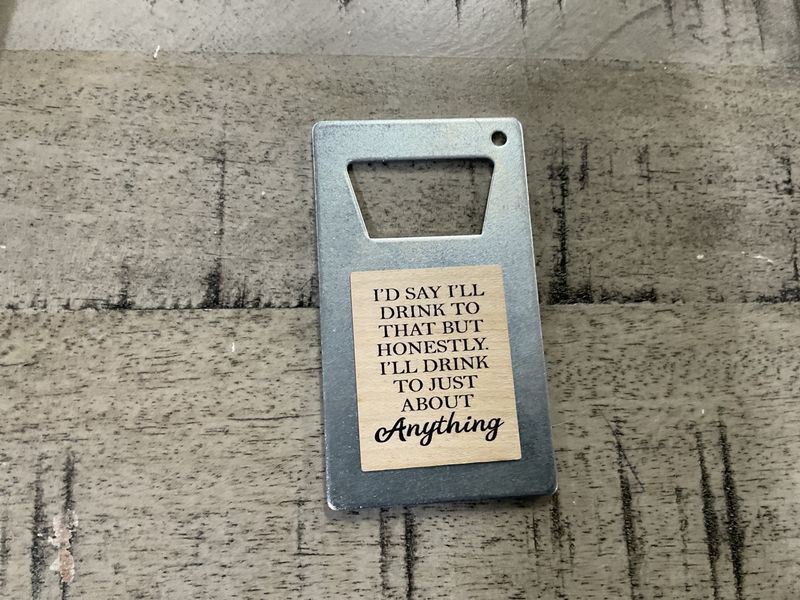 I'D SAY I'LL
DRINK TO
THAT BUT
HONESTLY.
I'LL DRINK
TO JUST
ABOUT
Anything